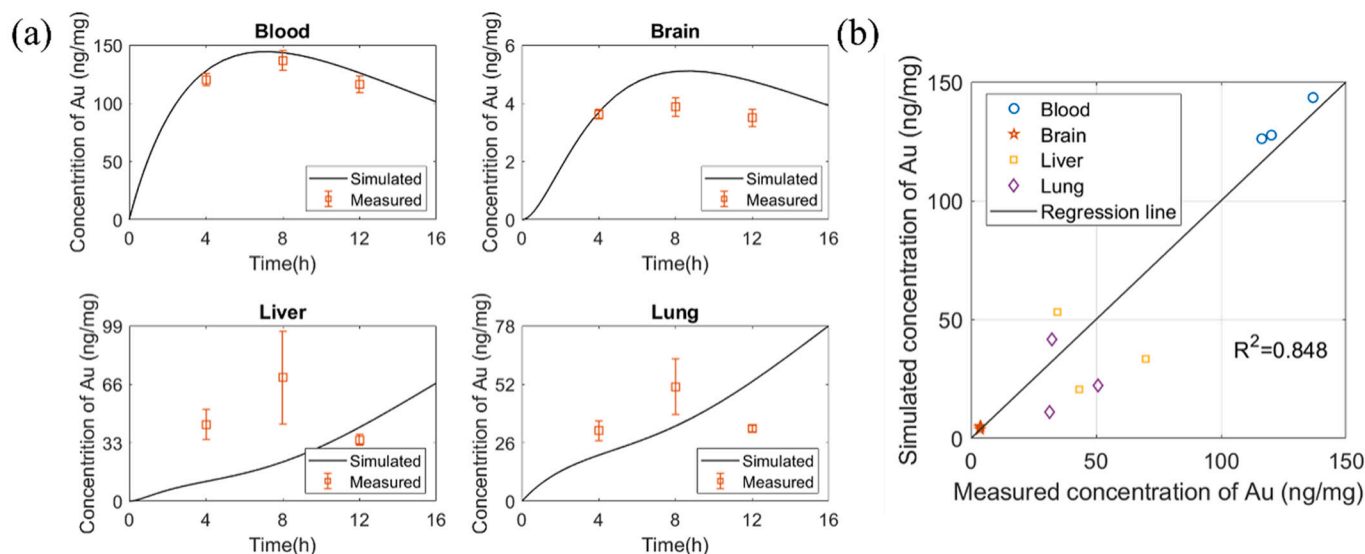 (a)
Blood
Concentrition of Au (ng/mg)
150
100
50
0
0 4 8 12 16
Time(h)
Simulated
Measured
Brain
Concentrition of Au (ng/mg)
6
4
2
0
0 4 8 12 16
Time(h)
Simulated
Measured
Liver
Concentrition of Au (ng/mg)
99
66
33
0
0 4 8 12 16
Time(h)
Simulated
Measured
Lung
Concentrition of Au (ng/mg)
78
52
26
0
0 4 8 12 16
Time(h)
Simulated
Measured
(b)
Simulated concentration of Au (ng/mg)
150
100
50
0
0 50 100 150
Measured concentration of Au (ng/mg)
Blood
Brain
Liver
Lung
Regression line
R²=0.848